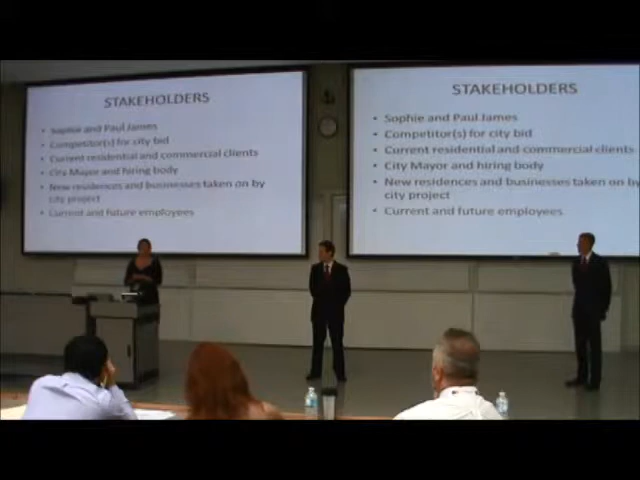 STAKEHOLDERS
• Sophie and Paul James
• Competitor(s) for city bid
• Current residential and commercial clients
• City Mayor and hiring body
• New residences and businesses taken on by
city project
• Current and future employees
STAKEHOLDERS
• Sophie and Paul James
• Competitor(s) for city bid
• Current residential and commercial clients
• City Mayor and hiring body
• New residences and businesses taken on by
city project
• Current and future employees